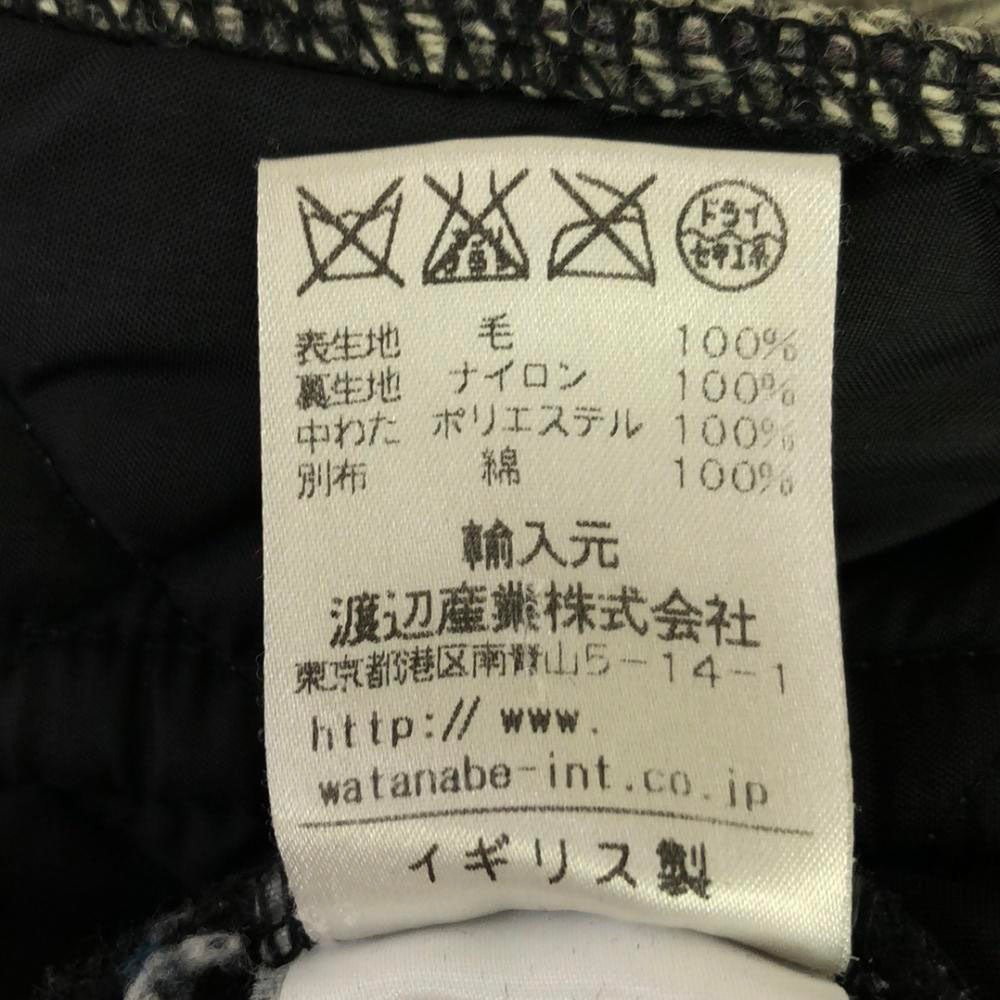 ドライ
セキユ系
表生地 毛 100%
裏生地 ナイロン 100%
中わた ポリエステル 100%
別布 綿 100%
輸入元
渡辺産業株式会社
東京都港区南青山5-14-1
http://www.
watanabe-int.co.jp
イギリス製